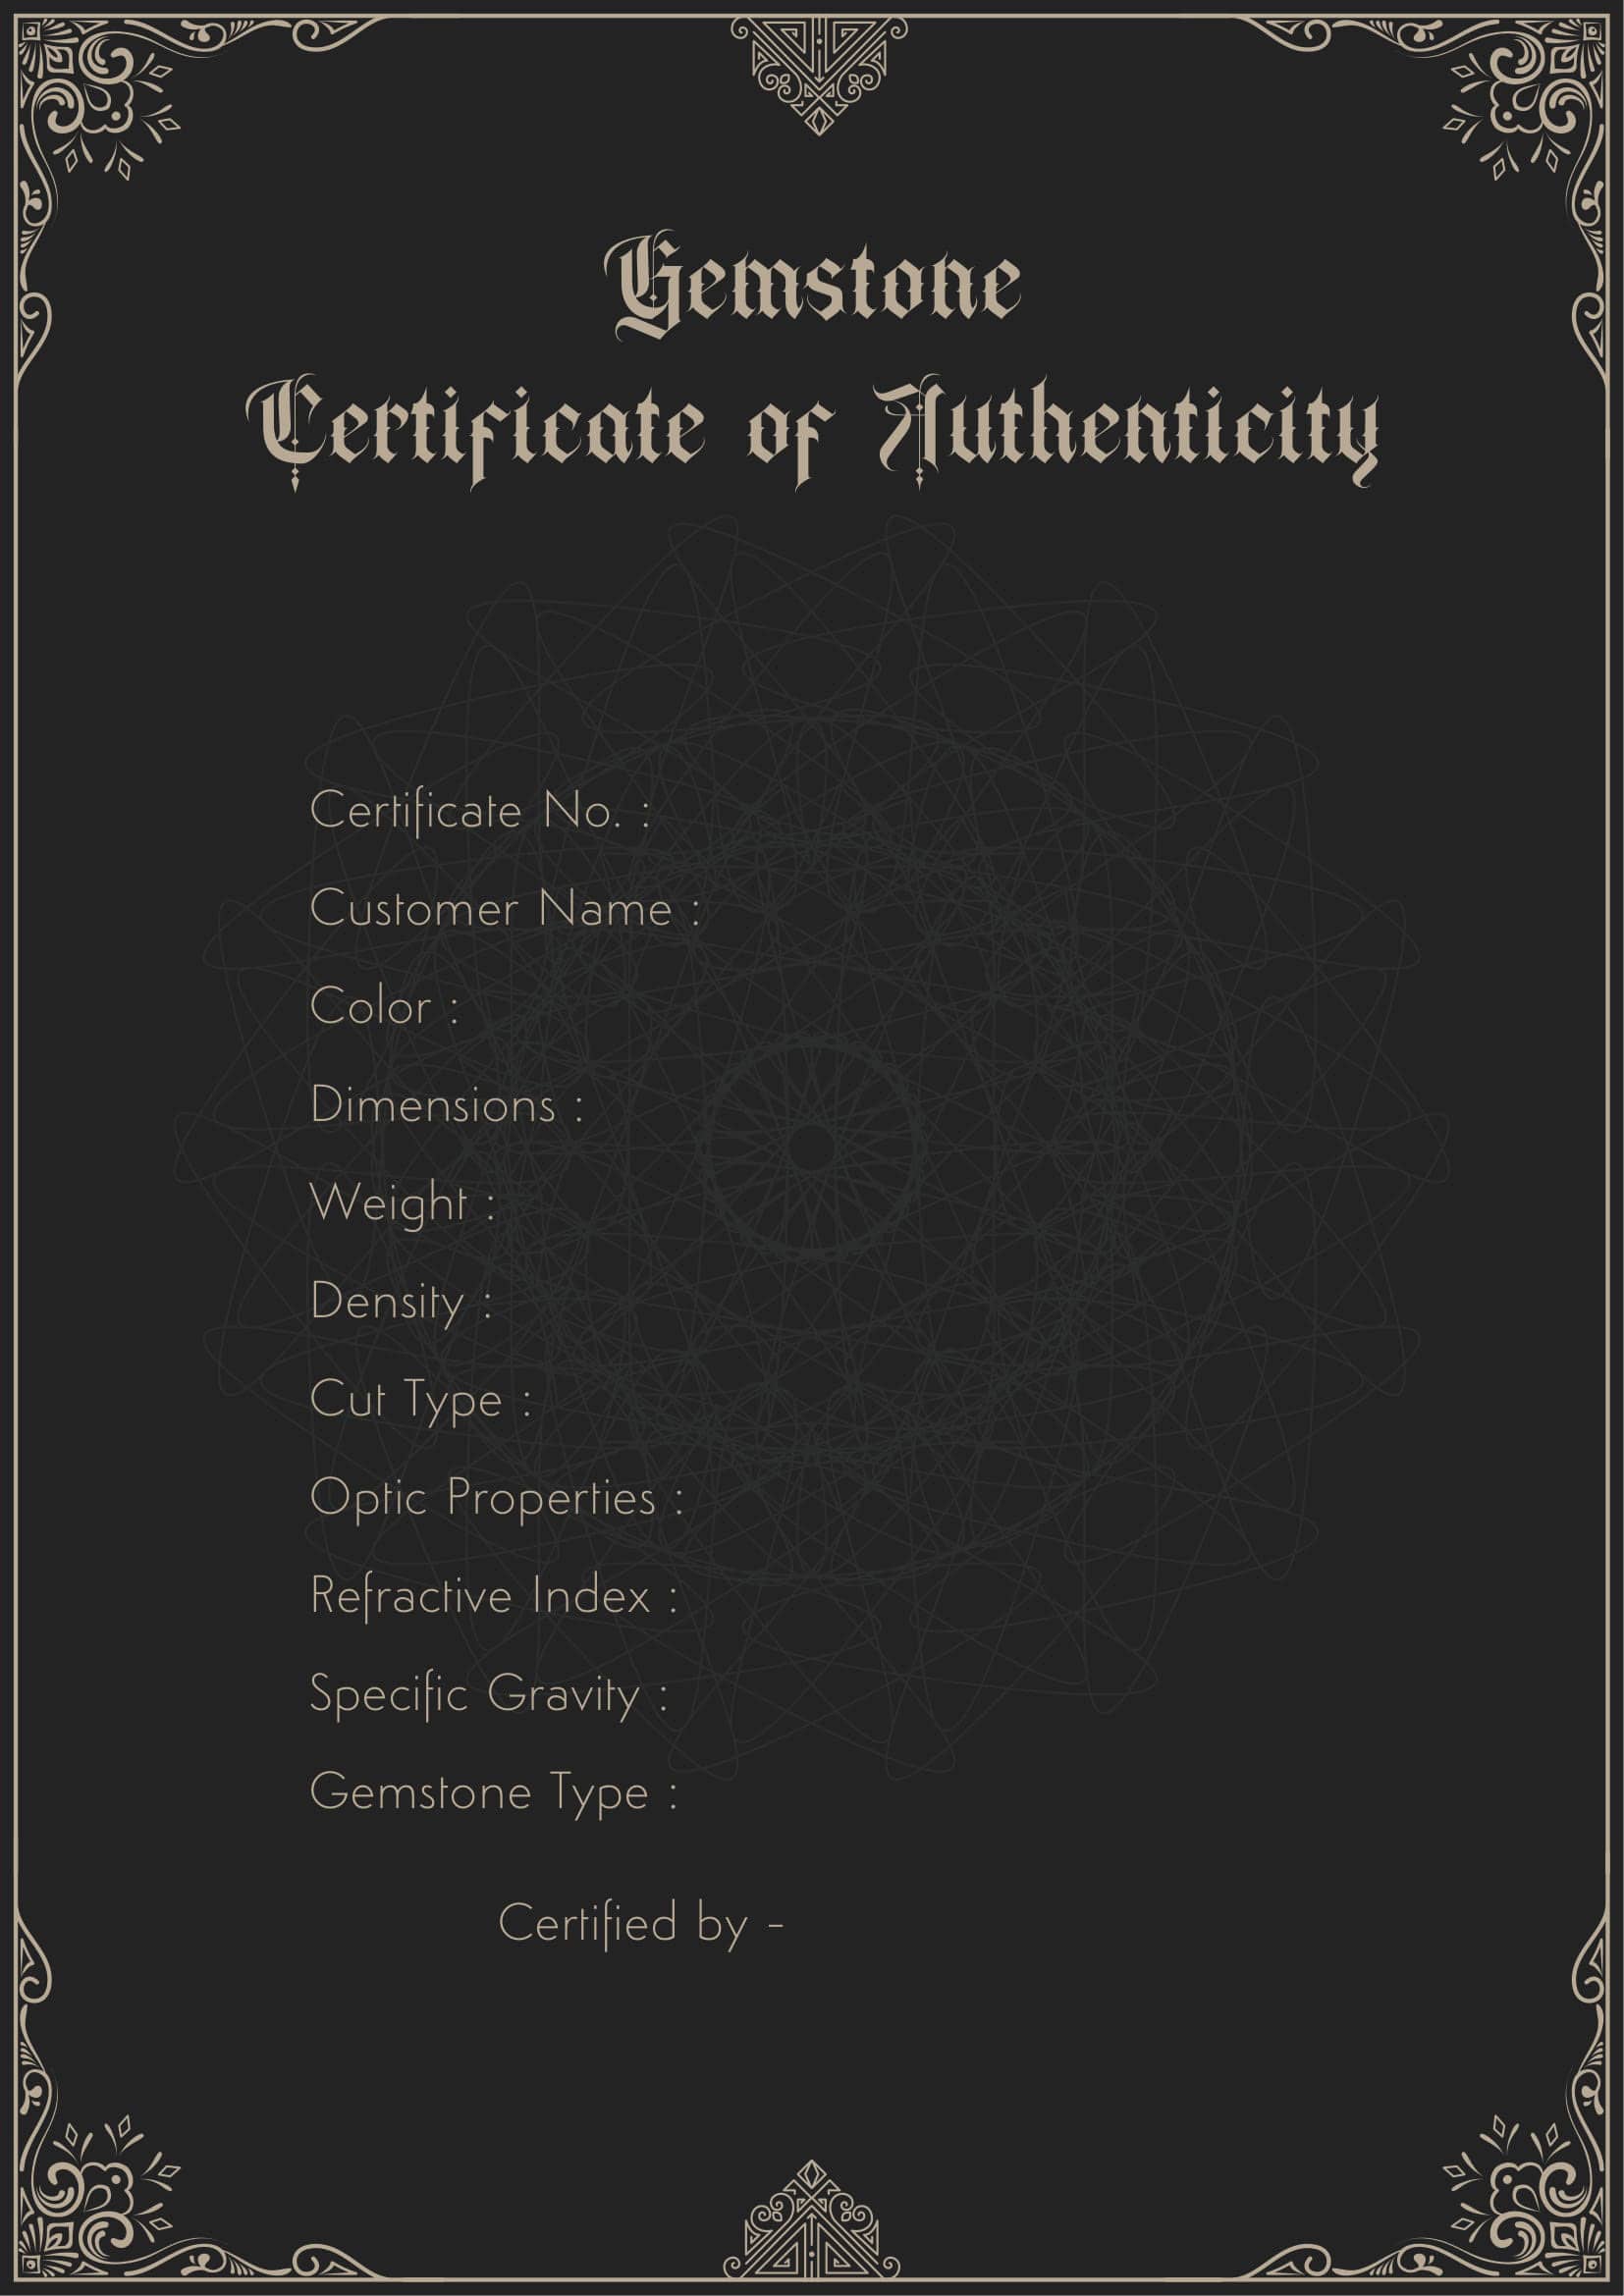 Gemstone
Certificate of Authenticity
Certificate No. :
Customer Name :
Color :
Dimensions :
Weight :
Density :
Cut Type :
Optic Properties :
Refractive Index :
Specific Gravity :
Gemstone Type :
Certified by -